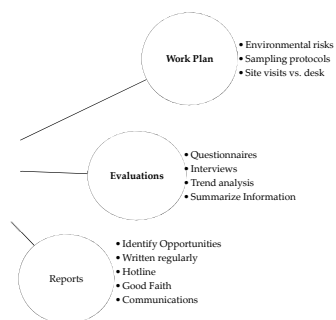 Work Plan
• Environmental risks
• Sampling protocols
• Site visits vs. desk
Evaluations
• Questionnaires
• Interviews
• Trend analysis
• Summarize Information
Reports
• Identify Opportunities
• Written regularly
• Hotline
• Good Faith
• Communications